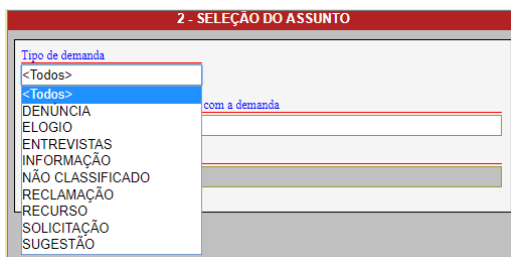 2 - SELEÇÃO DO ASSUNTO
Tipo de demanda
<Todos>
<Todos>
com a demanda
DENÚNCIA
ELOGIO
ENTREVISTAS
INFORMAÇÃO
NÃO CLASSIFICADO
RECLAMAÇÃO
RECURSO
SOLICITAÇÃO
SUGESTÃO